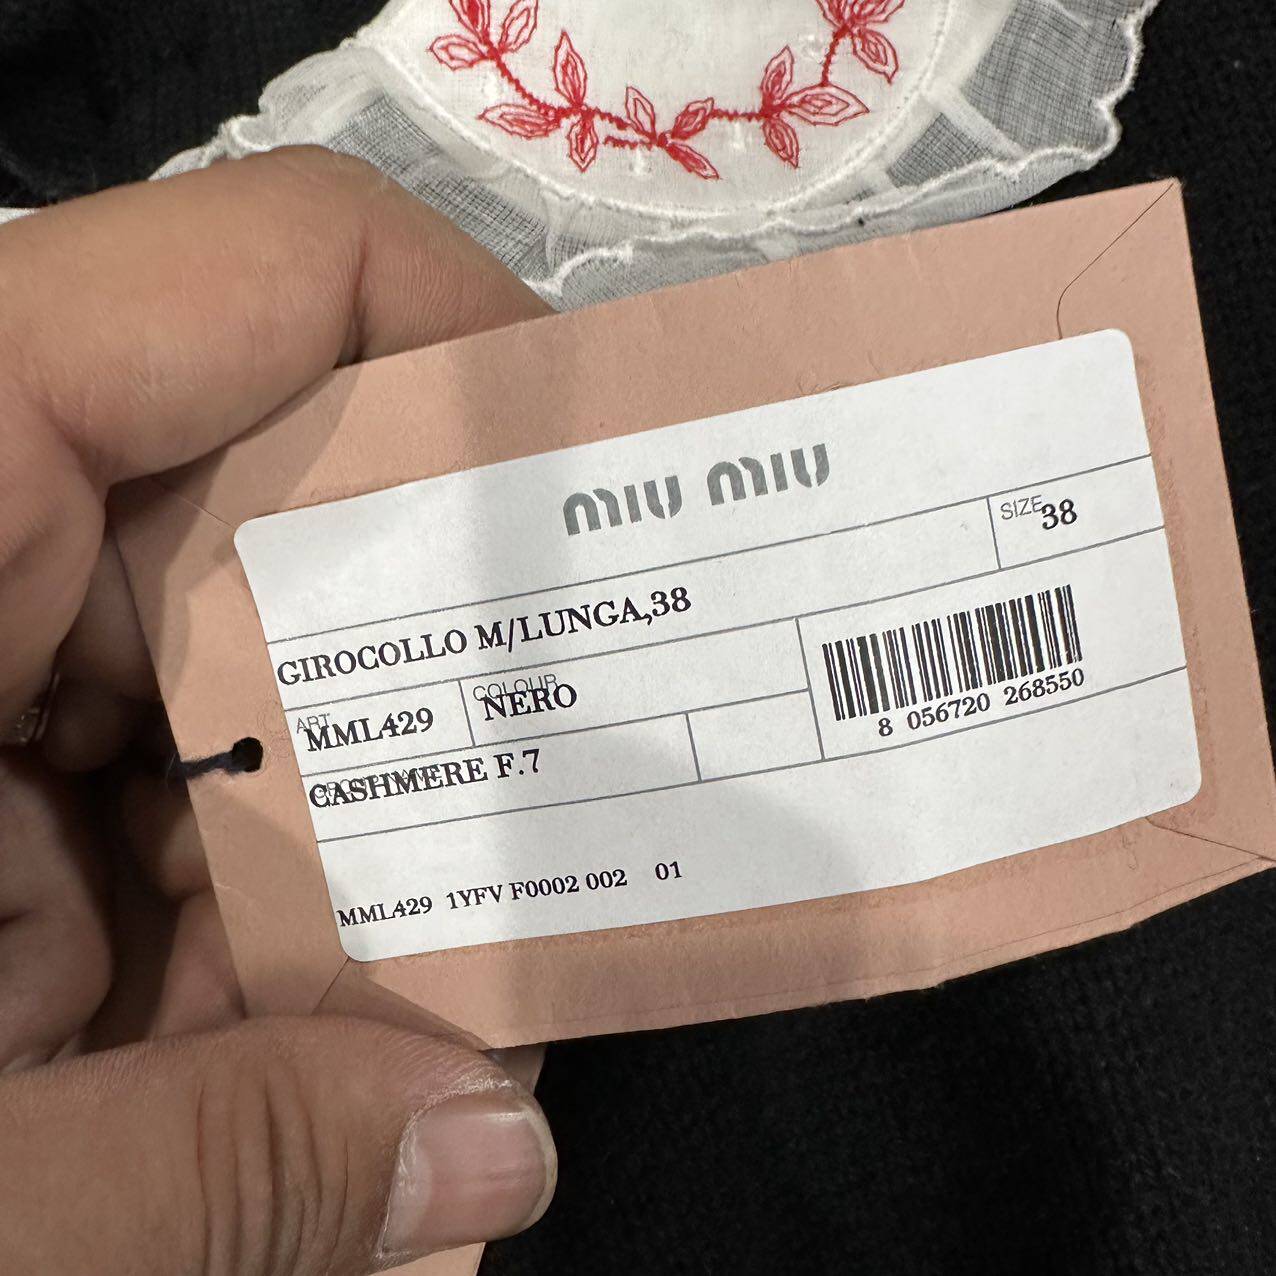 MIU MIU
SIZE 38
GIROCOLLO M/LUNGA,38
ART. MML429
COLOUR NERO
CASHMERE F.7
8 056720 268550
MML429 1YFV F0002 002 01